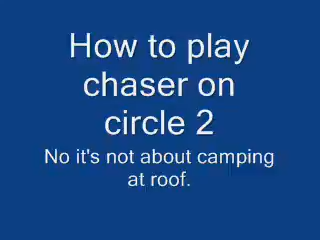 How to play
chaser on
circle 2
No it's not about camping
at roof.